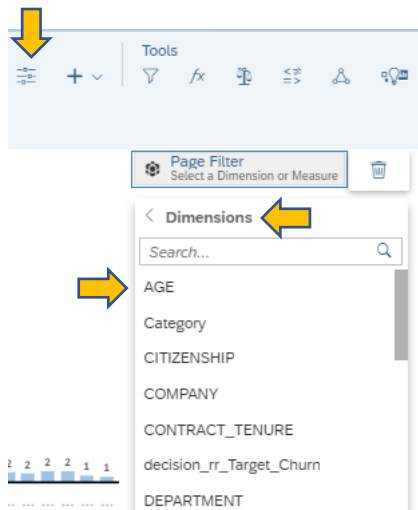 Tools
fx
Page Filter
Select a Dimension or Measure
Dimensions
Search...
AGE
Category
CITIZENSHIP
COMPANY
CONTRACT_TENURE
2 2 2 2 1 1
decision_rr_Target_Churn
... ... ... ... ... ...
DEPARTMENT